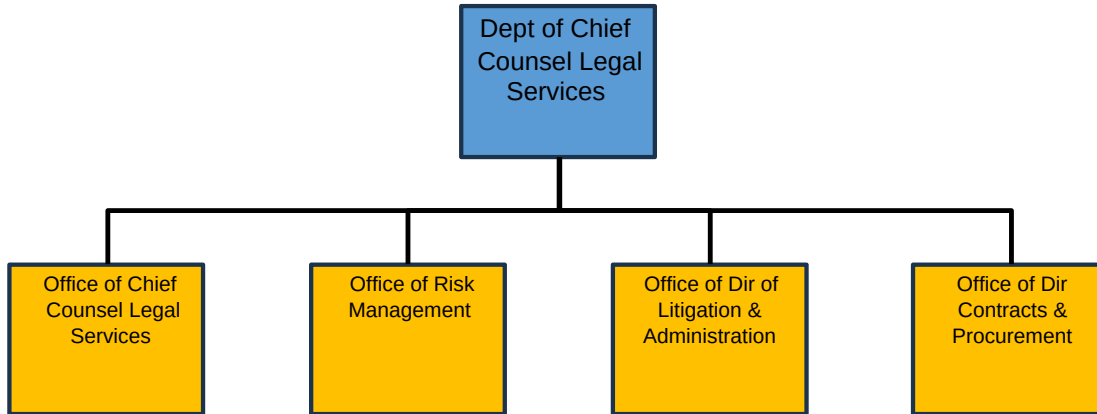 Dept of Chief
Counsel Legal
Services
Office of Chief
Counsel Legal
Services
Office of Risk
Management
Office of Dir of
Litigation &
Administration
Office of Dir
Contracts &
Procurement